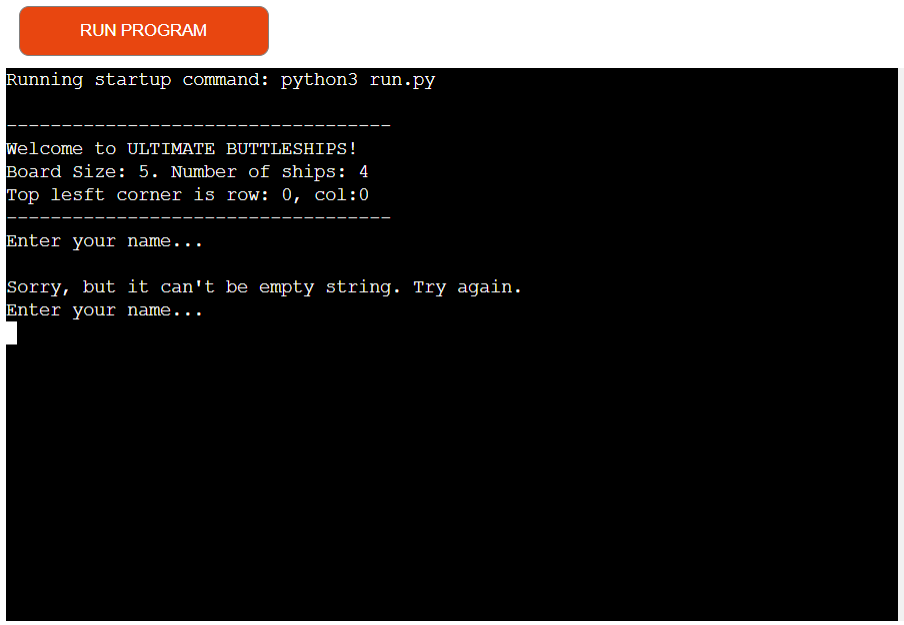 RUN PROGRAM
Running startup command: python3 run.py
-----------------------------------
Welcome to ULTIMATE BUTTLESHIPS!
Board Size: 5. Number of ships: 4
Top lesft corner is row: 0, col:0
-----------------------------------
Enter your name...
Sorry, but it can't be empty string. Try again.
Enter your name...